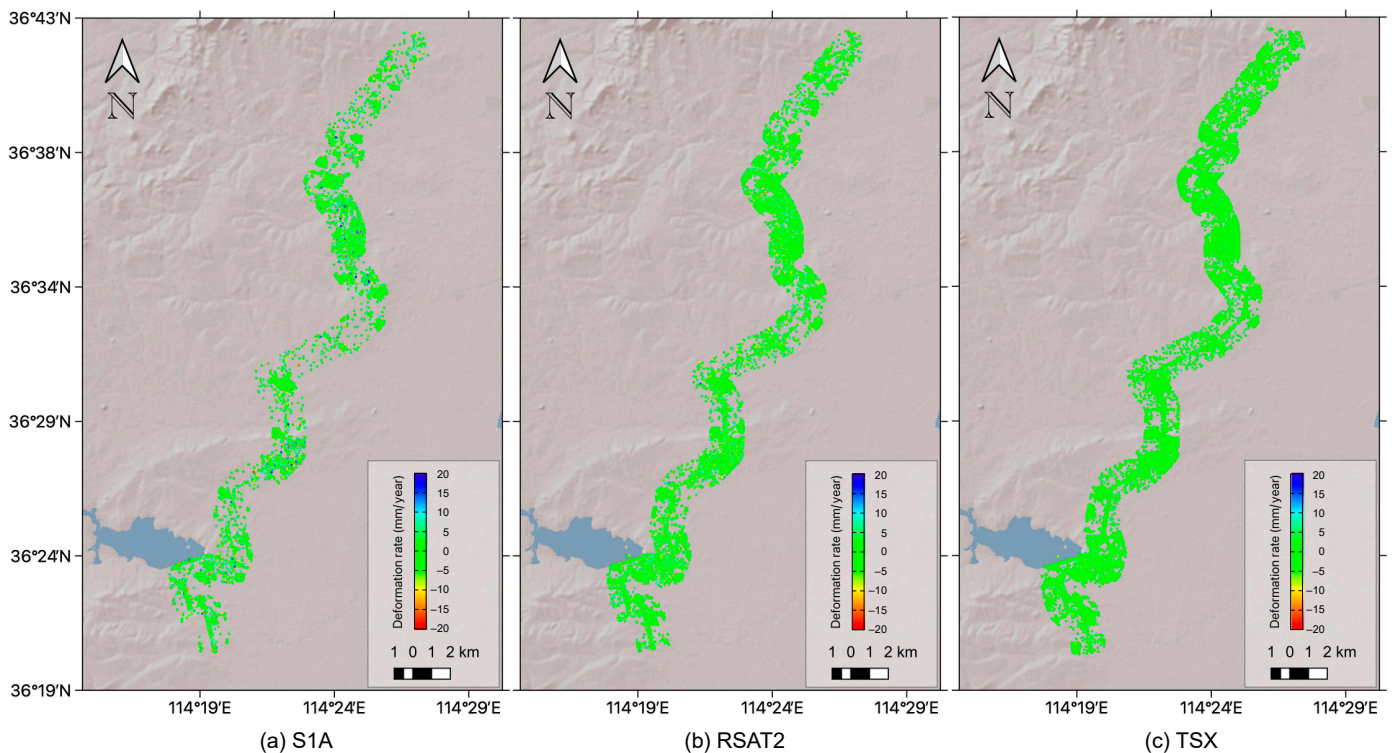 36°43′N
36°38′N
36°34′N
36°29′N
36°24′N
36°19′N
N
Deformation rate (mm/year)
20
15
10
5
0
–5
–10
–15
–20
1 0 1 2 km
114°19′E 114°24′E 114°29′E
(a) S1A
N
Deformation rate (mm/year)
20
15
10
5
0
–5
–10
–15
–20
1 0 1 2 km
114°19′E 114°24′E 114°29′E
(b) RSAT2
N
Deformation rate (mm/year)
20
15
10
5
0
–5
–10
–15
–20
1 0 1 2 km
114°19′E 114°24′E 114°29′E
(c) TSX